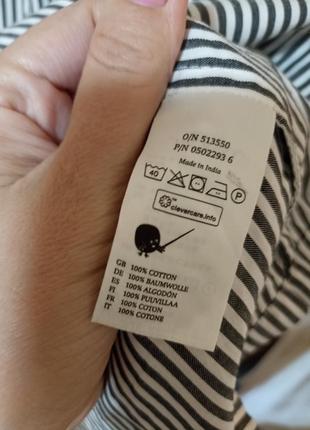 O/N 513550
P/N 0502293 6
Made in India
40 P
clevercare.info
GB 100% COTTON
DE 100% BAUMWOLLE
ES 100% ALGODÓN
FI 100% PUUVILLAA
FR 100% COTON
IT 100% COTONE